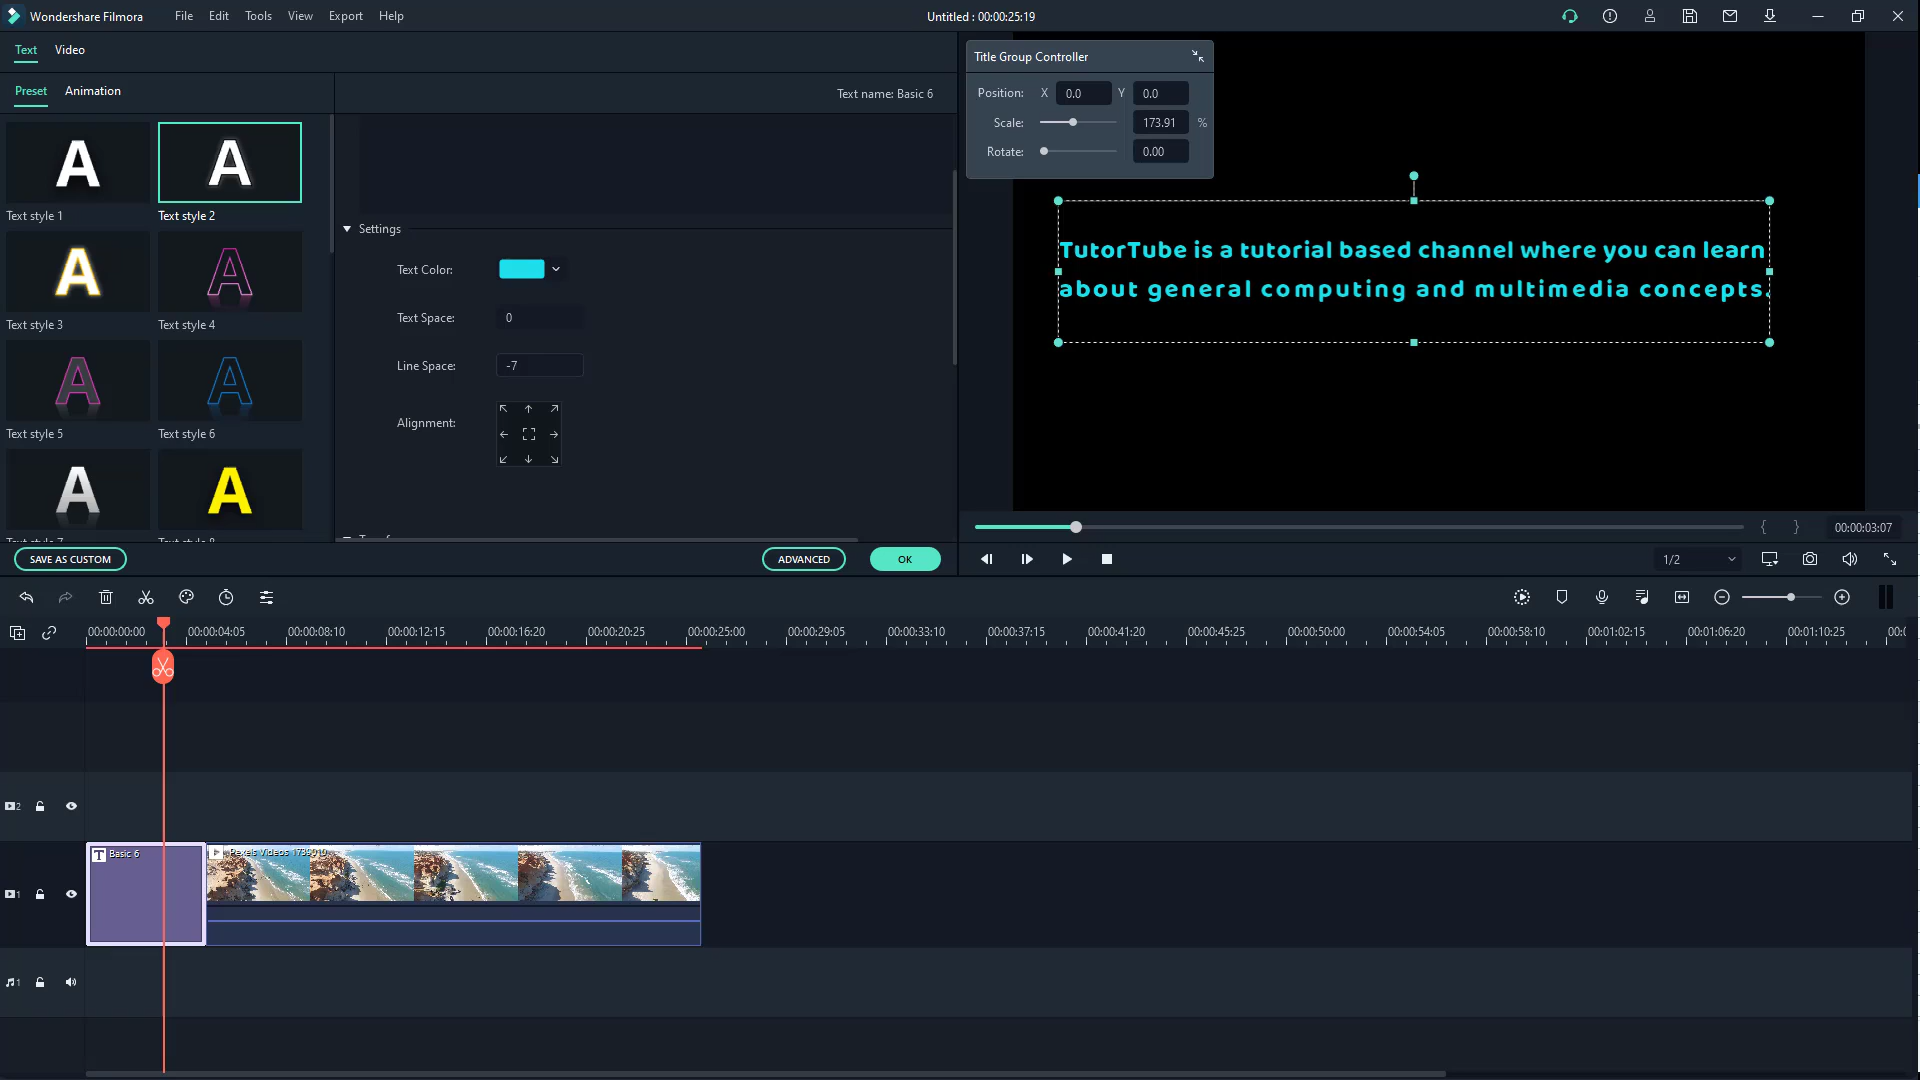 Wondershare Filmora File Edit Tools View Export Help
Untitled : 00:00:25:19
Text Video
Preset Animation
Text name: Basic 6
Text style 1 Text style 2
Text style 3 Text style 4
Text style 5 Text style 6
Settings
Text Color:
Text Space: 0
Line Space: -7
Alignment:
SAVE AS CUSTOM
ADVANCED
OK
Title Group Controller
Position: X 0.0 Y 0.0
Scale: 173.91 %
Rotate: 0.00
TutorTube is a tutorial based channel where you can learn
about general computing and multimedia concepts.
{ } 00:00:03:07
1/2
00:00:00:00 00:00:04:05 00:00:08:10 00:00:12:15 00:00:16:20 00:00:20:25 00:00:25:00 00:00:29:05 00:00:33:10 00:00:37:15 00:00:41:20 00:00:45:25 00:00:50:00 00:00:54:05 00:00:58:10 00:01:02:15 00:01:06:20 00:01:10:25
2
T Basic 6
Pexels Videos
1
1